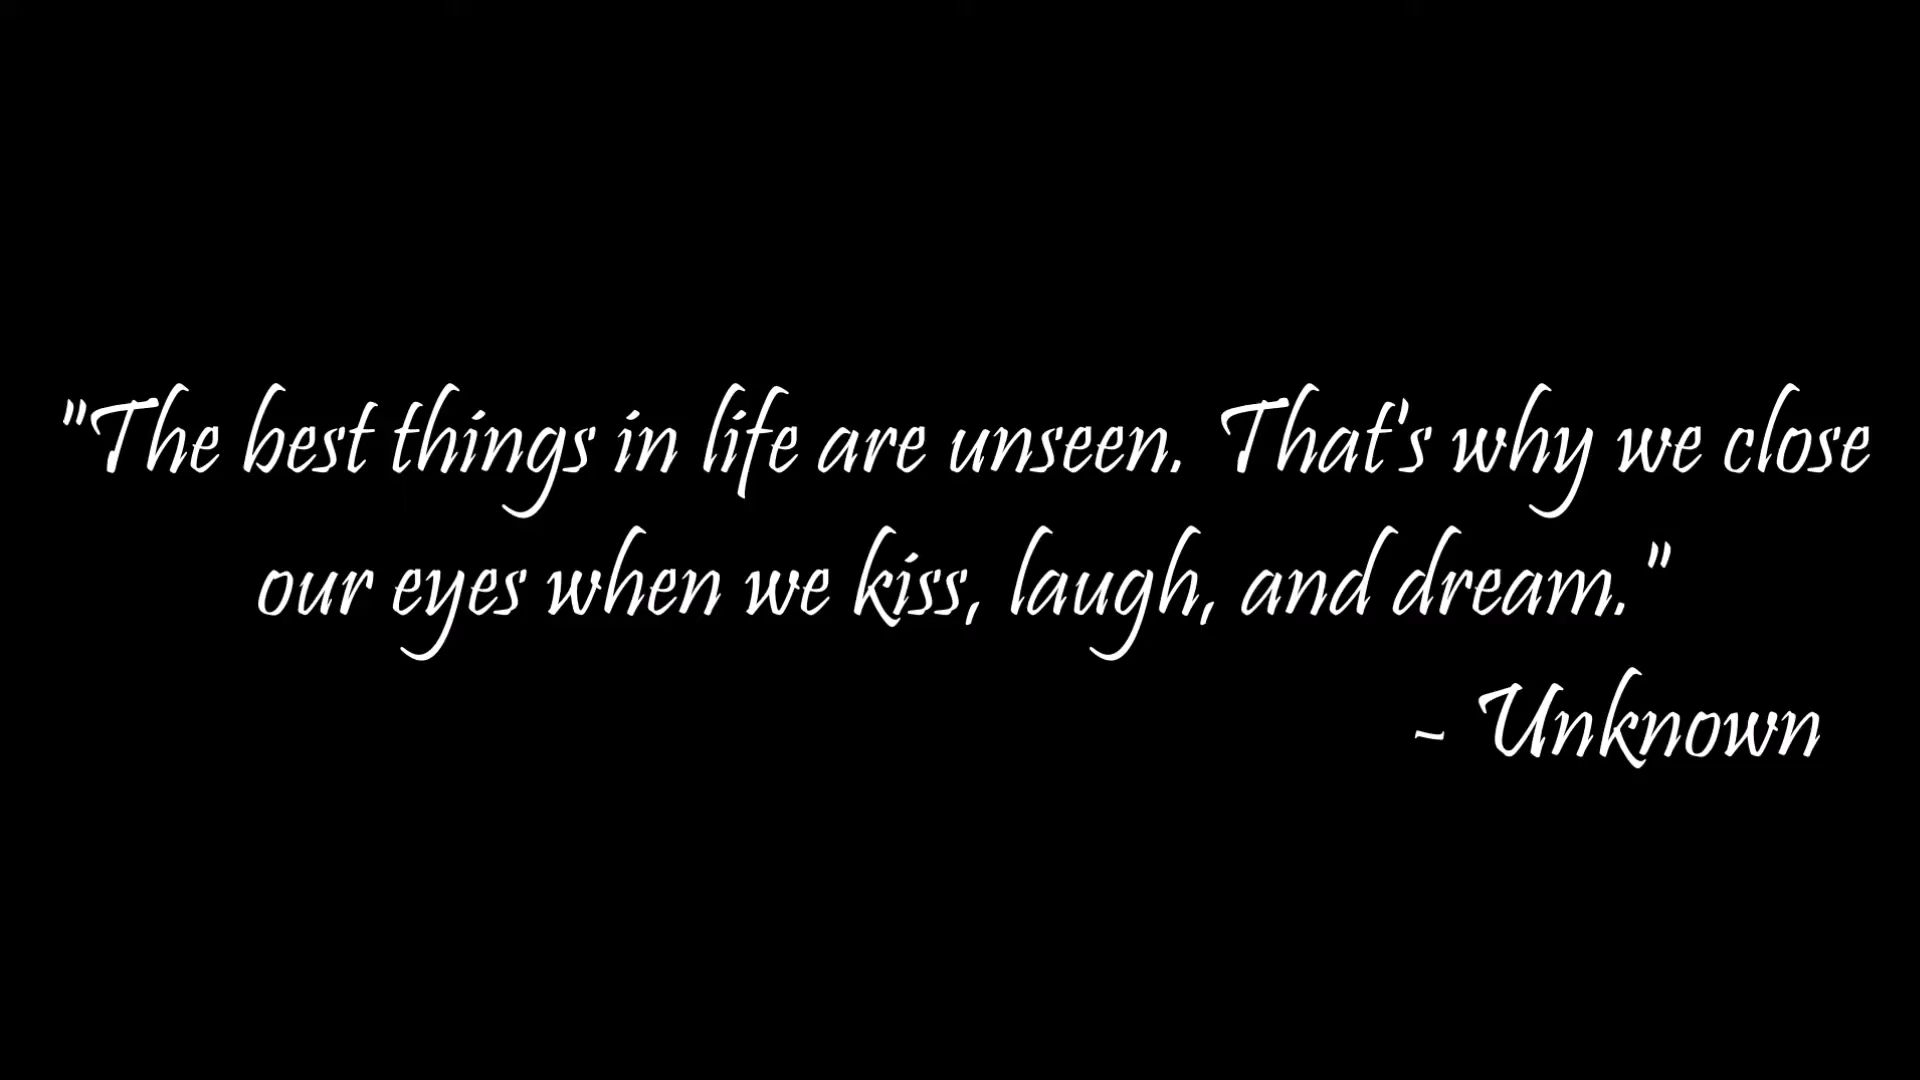 "The best things in life are unseen. That's why we close
our eyes when we kiss, laugh, and dream."
- Unknown